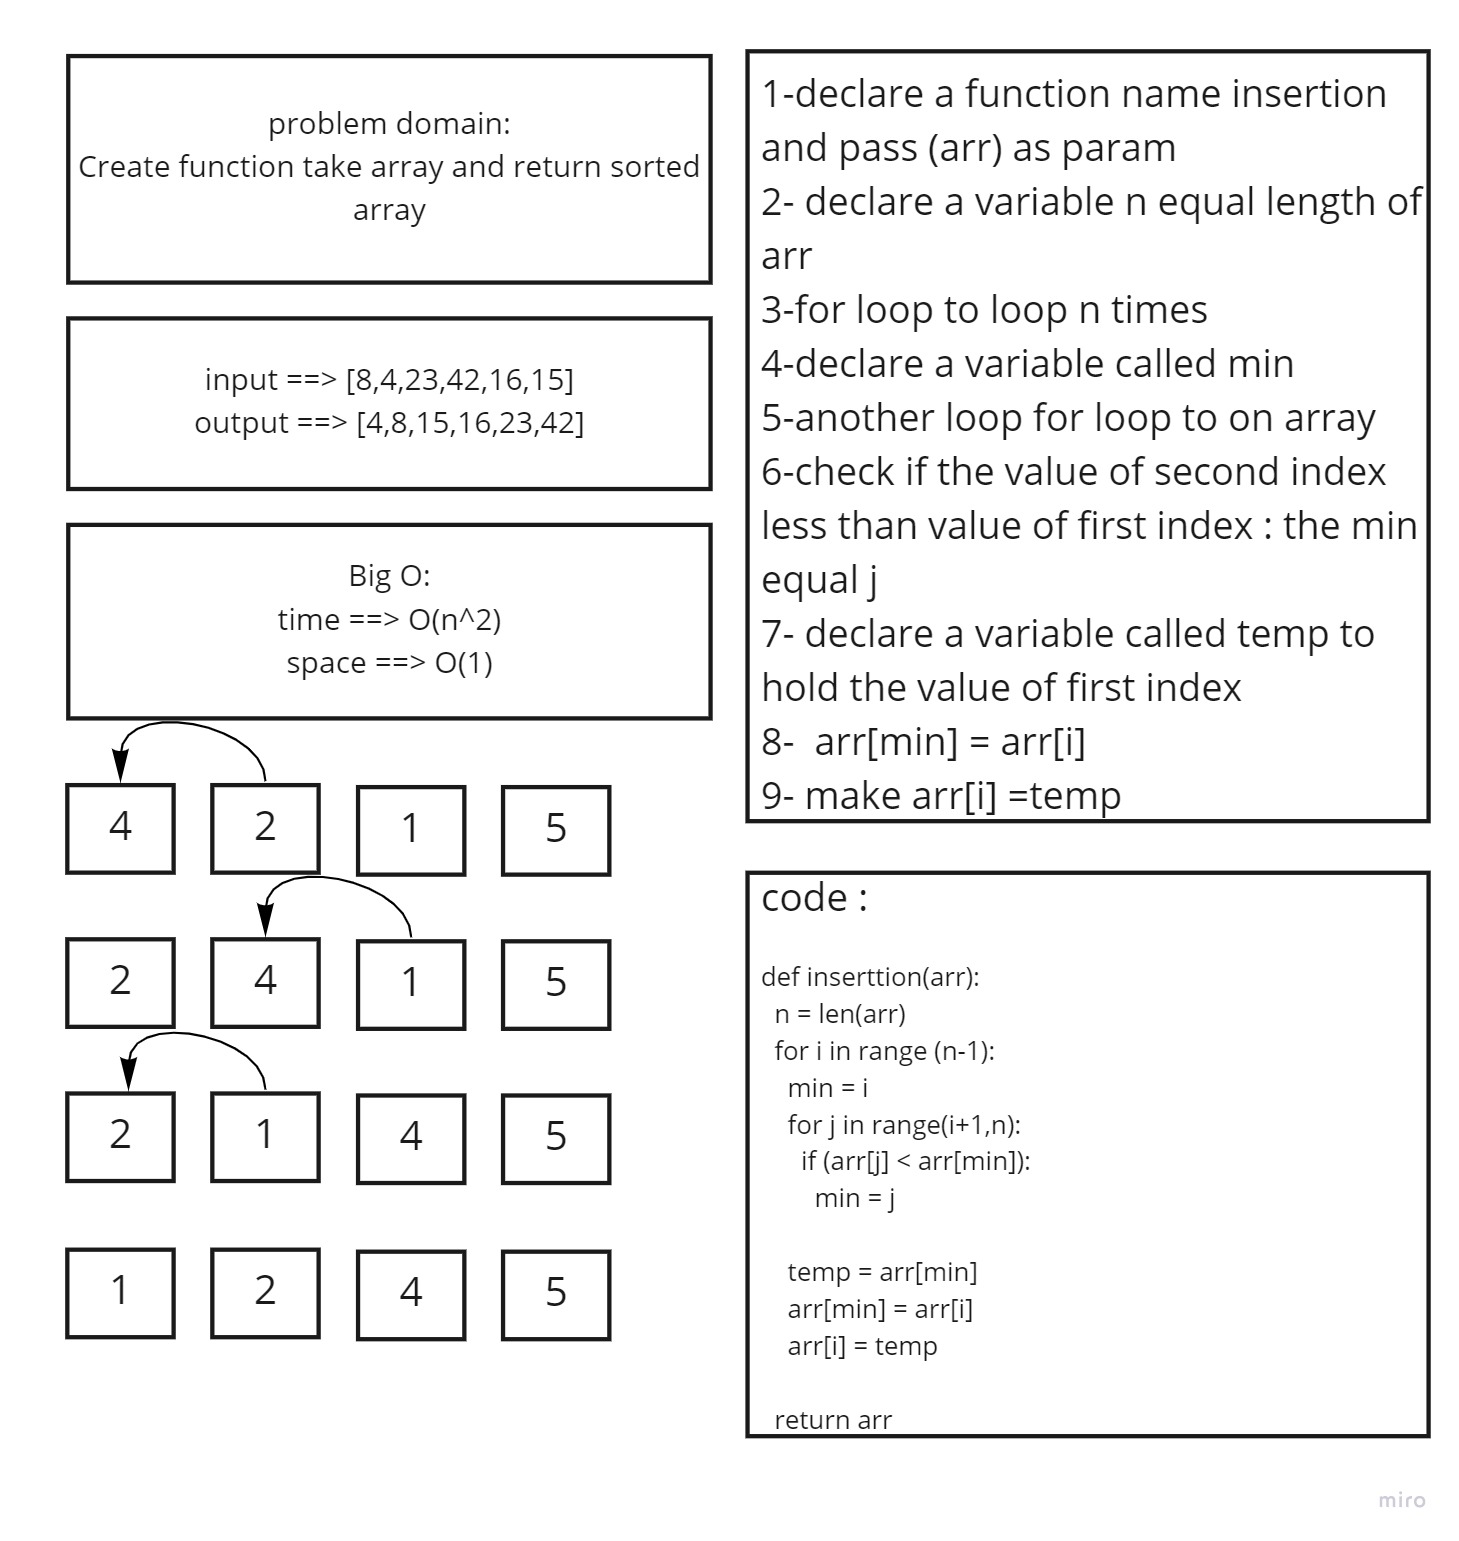 problem domain:
Create function take array and return sorted
array
input ==> [8,4,23,42,16,15]
output ==> [4,8,15,16,23,42]
Big O:
time ==> O(n^2)
space ==> O(1)
4 2 1 5
2 4 1 5
2 1 4 5
1 2 4 5
1-declare a function name insertion
and pass (arr) as param
2- declare a variable n equal length of
arr
3-for loop to loop n times
4-declare a variable called min
5-another loop for loop to on array
6-check if the value of second index
less than value of first index : the min
equal j
7- declare a variable called temp to
hold the value of first index
8-  arr[min] = arr[i]
9- make arr[i] =temp
code :
def inserttion(arr):
  n = len(arr)
  for i in range (n-1):
    min = i
    for j in range(i+1,n):
      if (arr[j] < arr[min]):
        min = j
    temp = arr[min]
    arr[min] = arr[i]
    arr[i] = temp
  return arr
miro